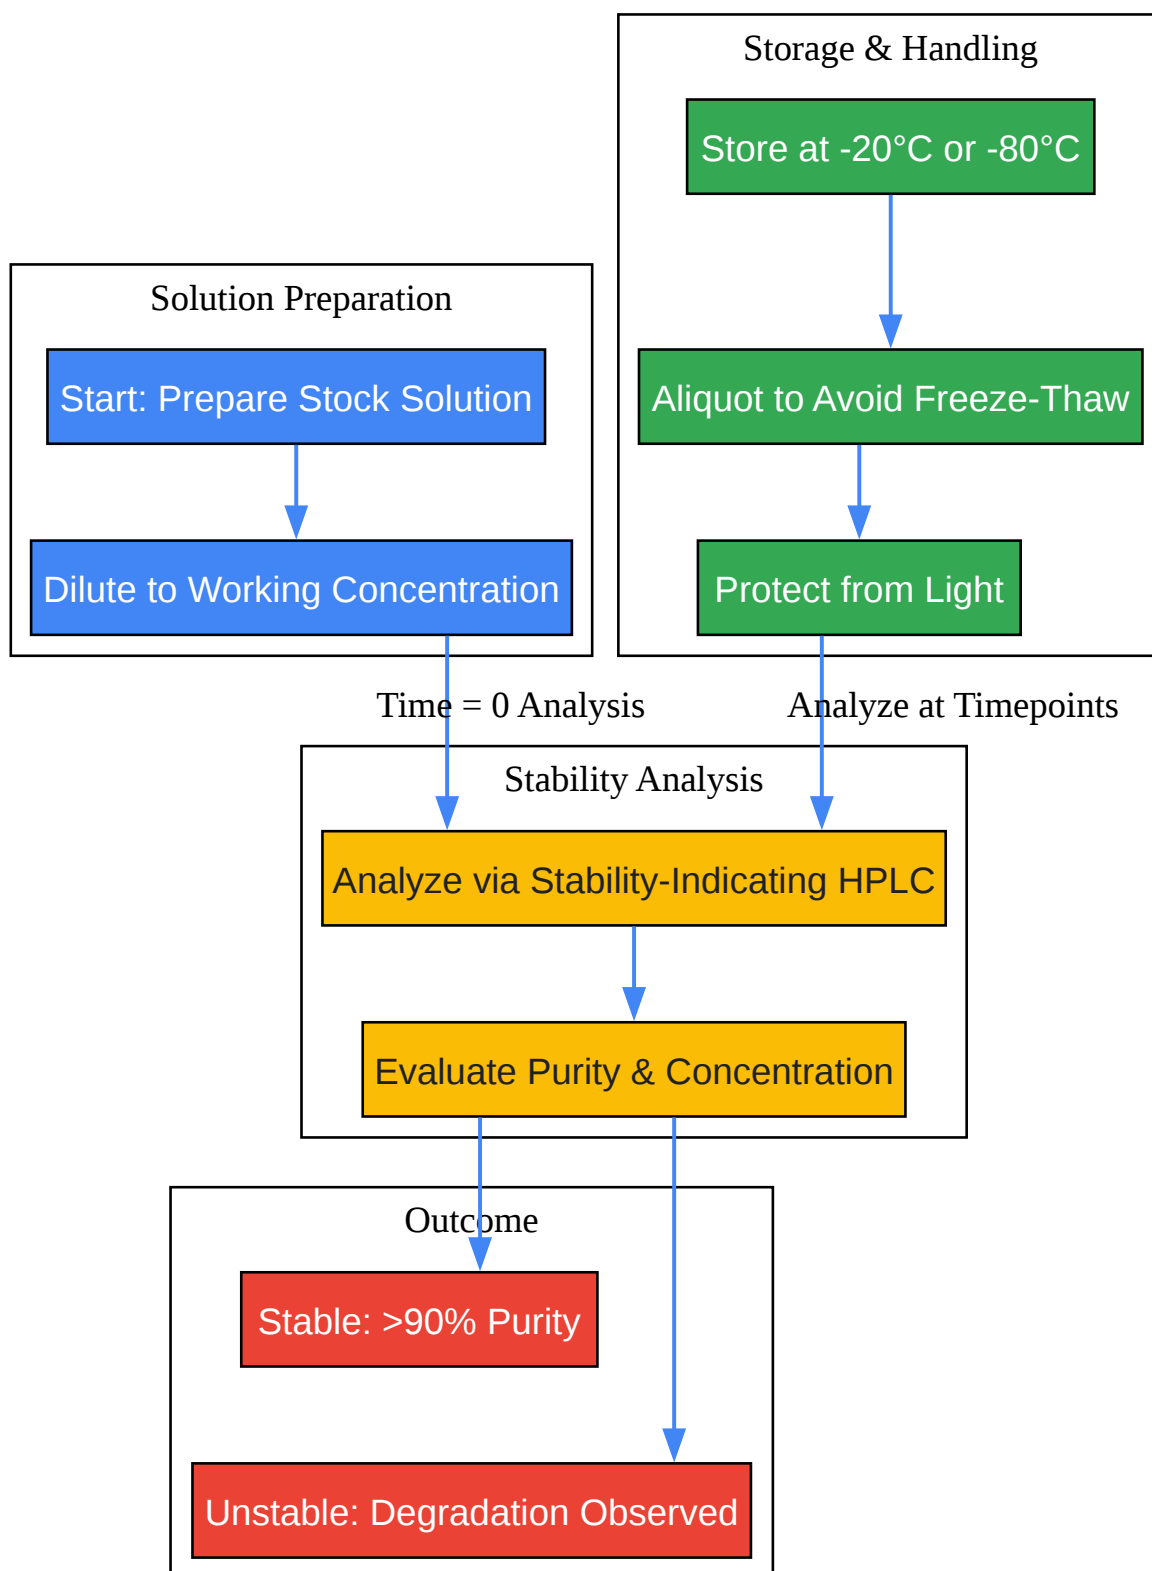 Storage & Handling
Store at -20°C or -80°C
Aliquot to Avoid Freeze-Thaw
Protect from Light
Solution Preparation
Start: Prepare Stock Solution
Dilute to Working Concentration
Time = 0 Analysis
Analyze at Timepoints
Stability Analysis
Analyze via Stability-Indicating HPLC
Evaluate Purity & Concentration
Outcome
Stable: >90% Purity
Unstable: Degradation Observed